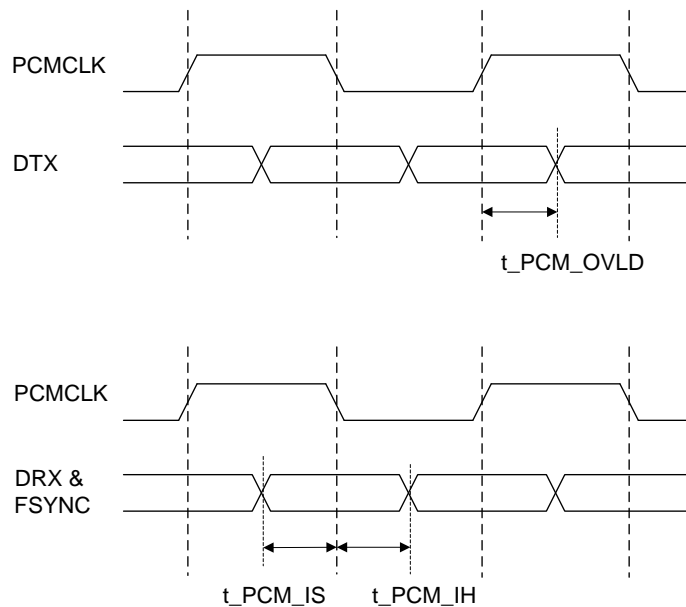 PCMCLK
DTX
t_PCM_OVLD
PCMCLK
DRX &
FSYNC
t_PCM_IS
t_PCM_IH